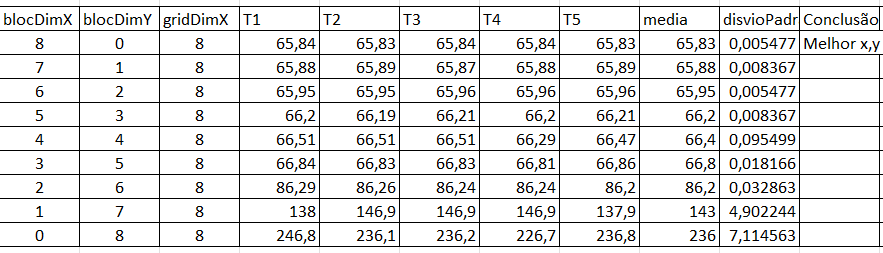 blocDimX blocDimY gridDimX T1 T2 T3 T4 T5 media disvioPadr Conclusão
8 0 8 65,84 65,83 65,84 65,84 65,83 65,83 0,005477 Melhor x,y
7 1 8 65,88 65,89 65,87 65,88 65,89 65,88 0,008367
6 2 8 65,95 65,95 65,96 65,96 65,96 65,95 0,005477
5 3 8 66,2 66,19 66,21 66,2 66,21 66,2 0,008367
4 4 8 66,51 66,51 66,51 66,29 66,47 66,4 0,095499
3 5 8 66,84 66,83 66,83 66,81 66,86 66,8 0,018166
2 6 8 86,29 86,26 86,24 86,24 86,2 86,2 0,032863
1 7 8 138 146,9 146,9 146,9 137,9 143 4,902244
0 8 8 246,8 236,1 236,2 226,7 236,8 236 7,114563